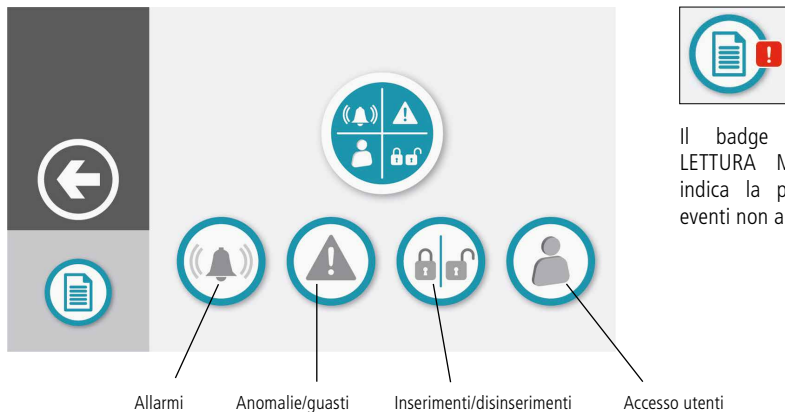 Il badge
LETTURA M
indica la p
eventi non a
Allarmi Anomalie/guasti Inserimenti/disinserimenti Accesso utenti